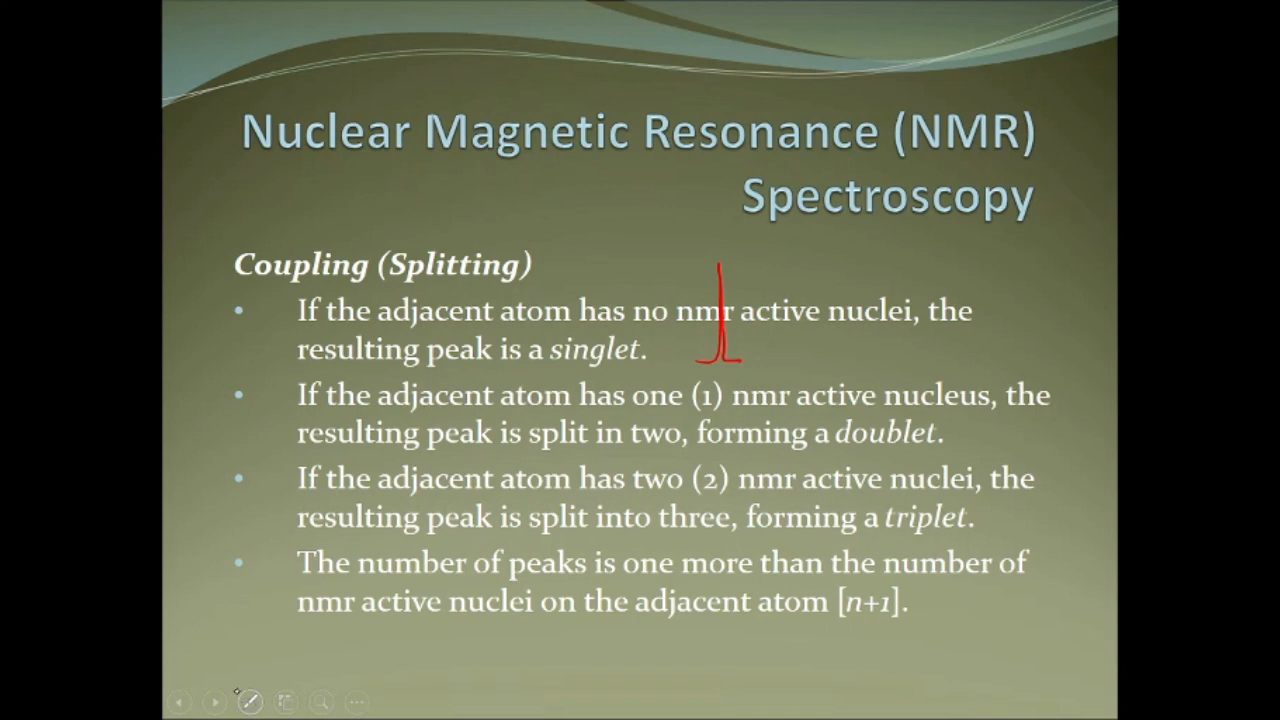 Nuclear Magnetic Resonance (NMR)
Spectroscopy
Coupling (Splitting)
• If the adjacent atom has no nmr active nuclei, the
resulting peak is a singlet.
• If the adjacent atom has one (1) nmr active nucleus, the
resulting peak is split in two, forming a doublet.
• If the adjacent atom has two (2) nmr active nuclei, the
resulting peak is split into three, forming a triplet.
• The number of peaks is one more than the number of
nmr active nuclei on the adjacent atom [n+1].